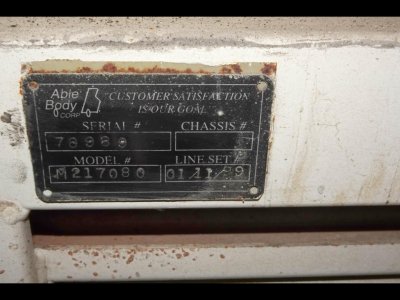 Able
Body
CORP.
CUSTOMER SATISFACTION
IS OUR GOAL
SERIAL # CHASSIS #
MODEL # LINE SET #
M217080